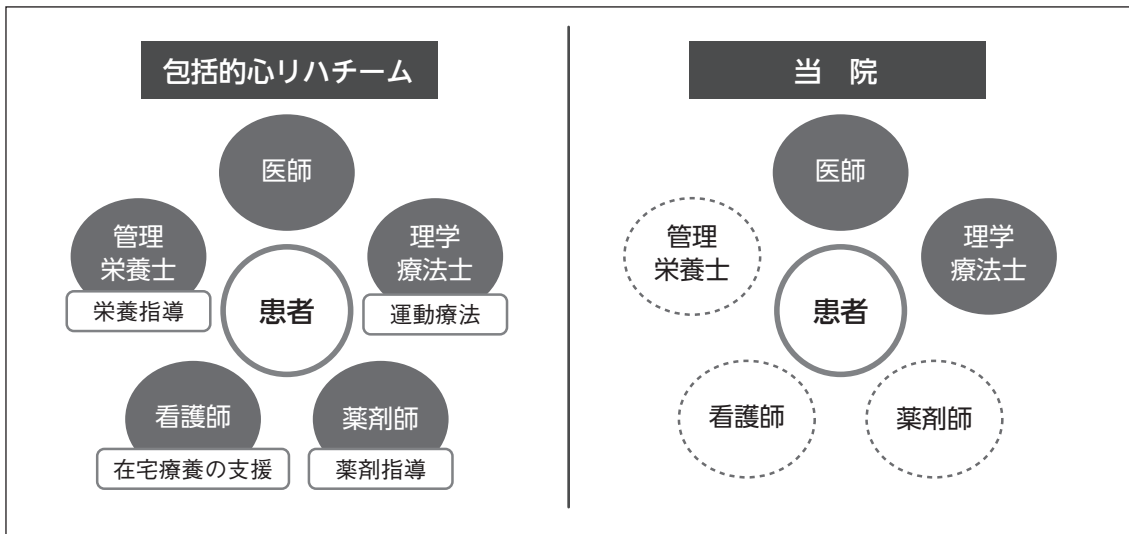 包括的心リハチーム
医師
管理
栄養士
栄養指導
理学
療法士
運動療法
患者
看護師
在宅療養の支援
薬剤師
薬剤指導
当　院
医師
管理
栄養士
理学
療法士
患者
看護師
薬剤師